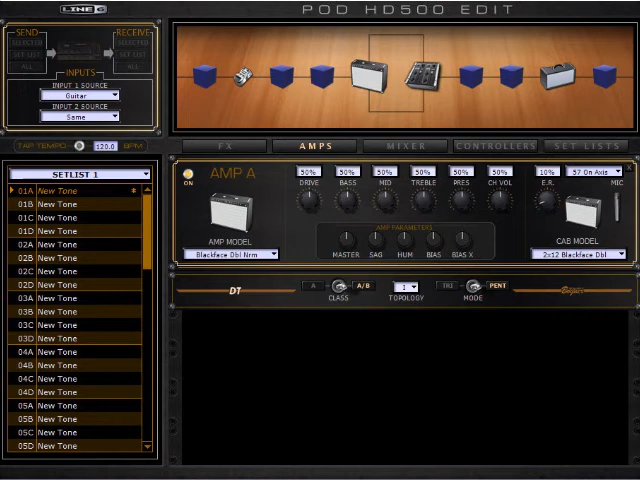 LINE 6
POD HD500 EDIT
SEND
RECEIVE
SELECTED
SELECTED
SET LIST
SET LIST
ALL
ALL
INPUTS
INPUT 1 SOURCE
Guitar
INPUT 2 SOURCE
Same
TAP TEMPO 120.0 BPM
FX AMPS MIXER CONTROLLERS SET LISTS
SETLIST 1
01A New Tone *
01B New Tone
01C New Tone
01D New Tone
02A New Tone
02B New Tone
02C New Tone
02D New Tone
03A New Tone
03B New Tone
03C New Tone
03D New Tone
04A New Tone
04B New Tone
04C New Tone
04D New Tone
05A New Tone
05B New Tone
05C New Tone
05D New Tone
ON
AMP A
50% 50% 50% 50% 50% 50% 10% 57 On Axis
DRIVE BASS MID TREBLE PRES CH VOL E.R. MIC
AMP PARAMETERS
MASTER SAG HUM BIAS BIAS X
AMP MODEL
Blackface Dbl Nrm
CAB MODEL
2x12 Blackface Dbl
DT
A A/B
CLASS
1
TOPOLOGY
TRI PENT
MODE
Bogner